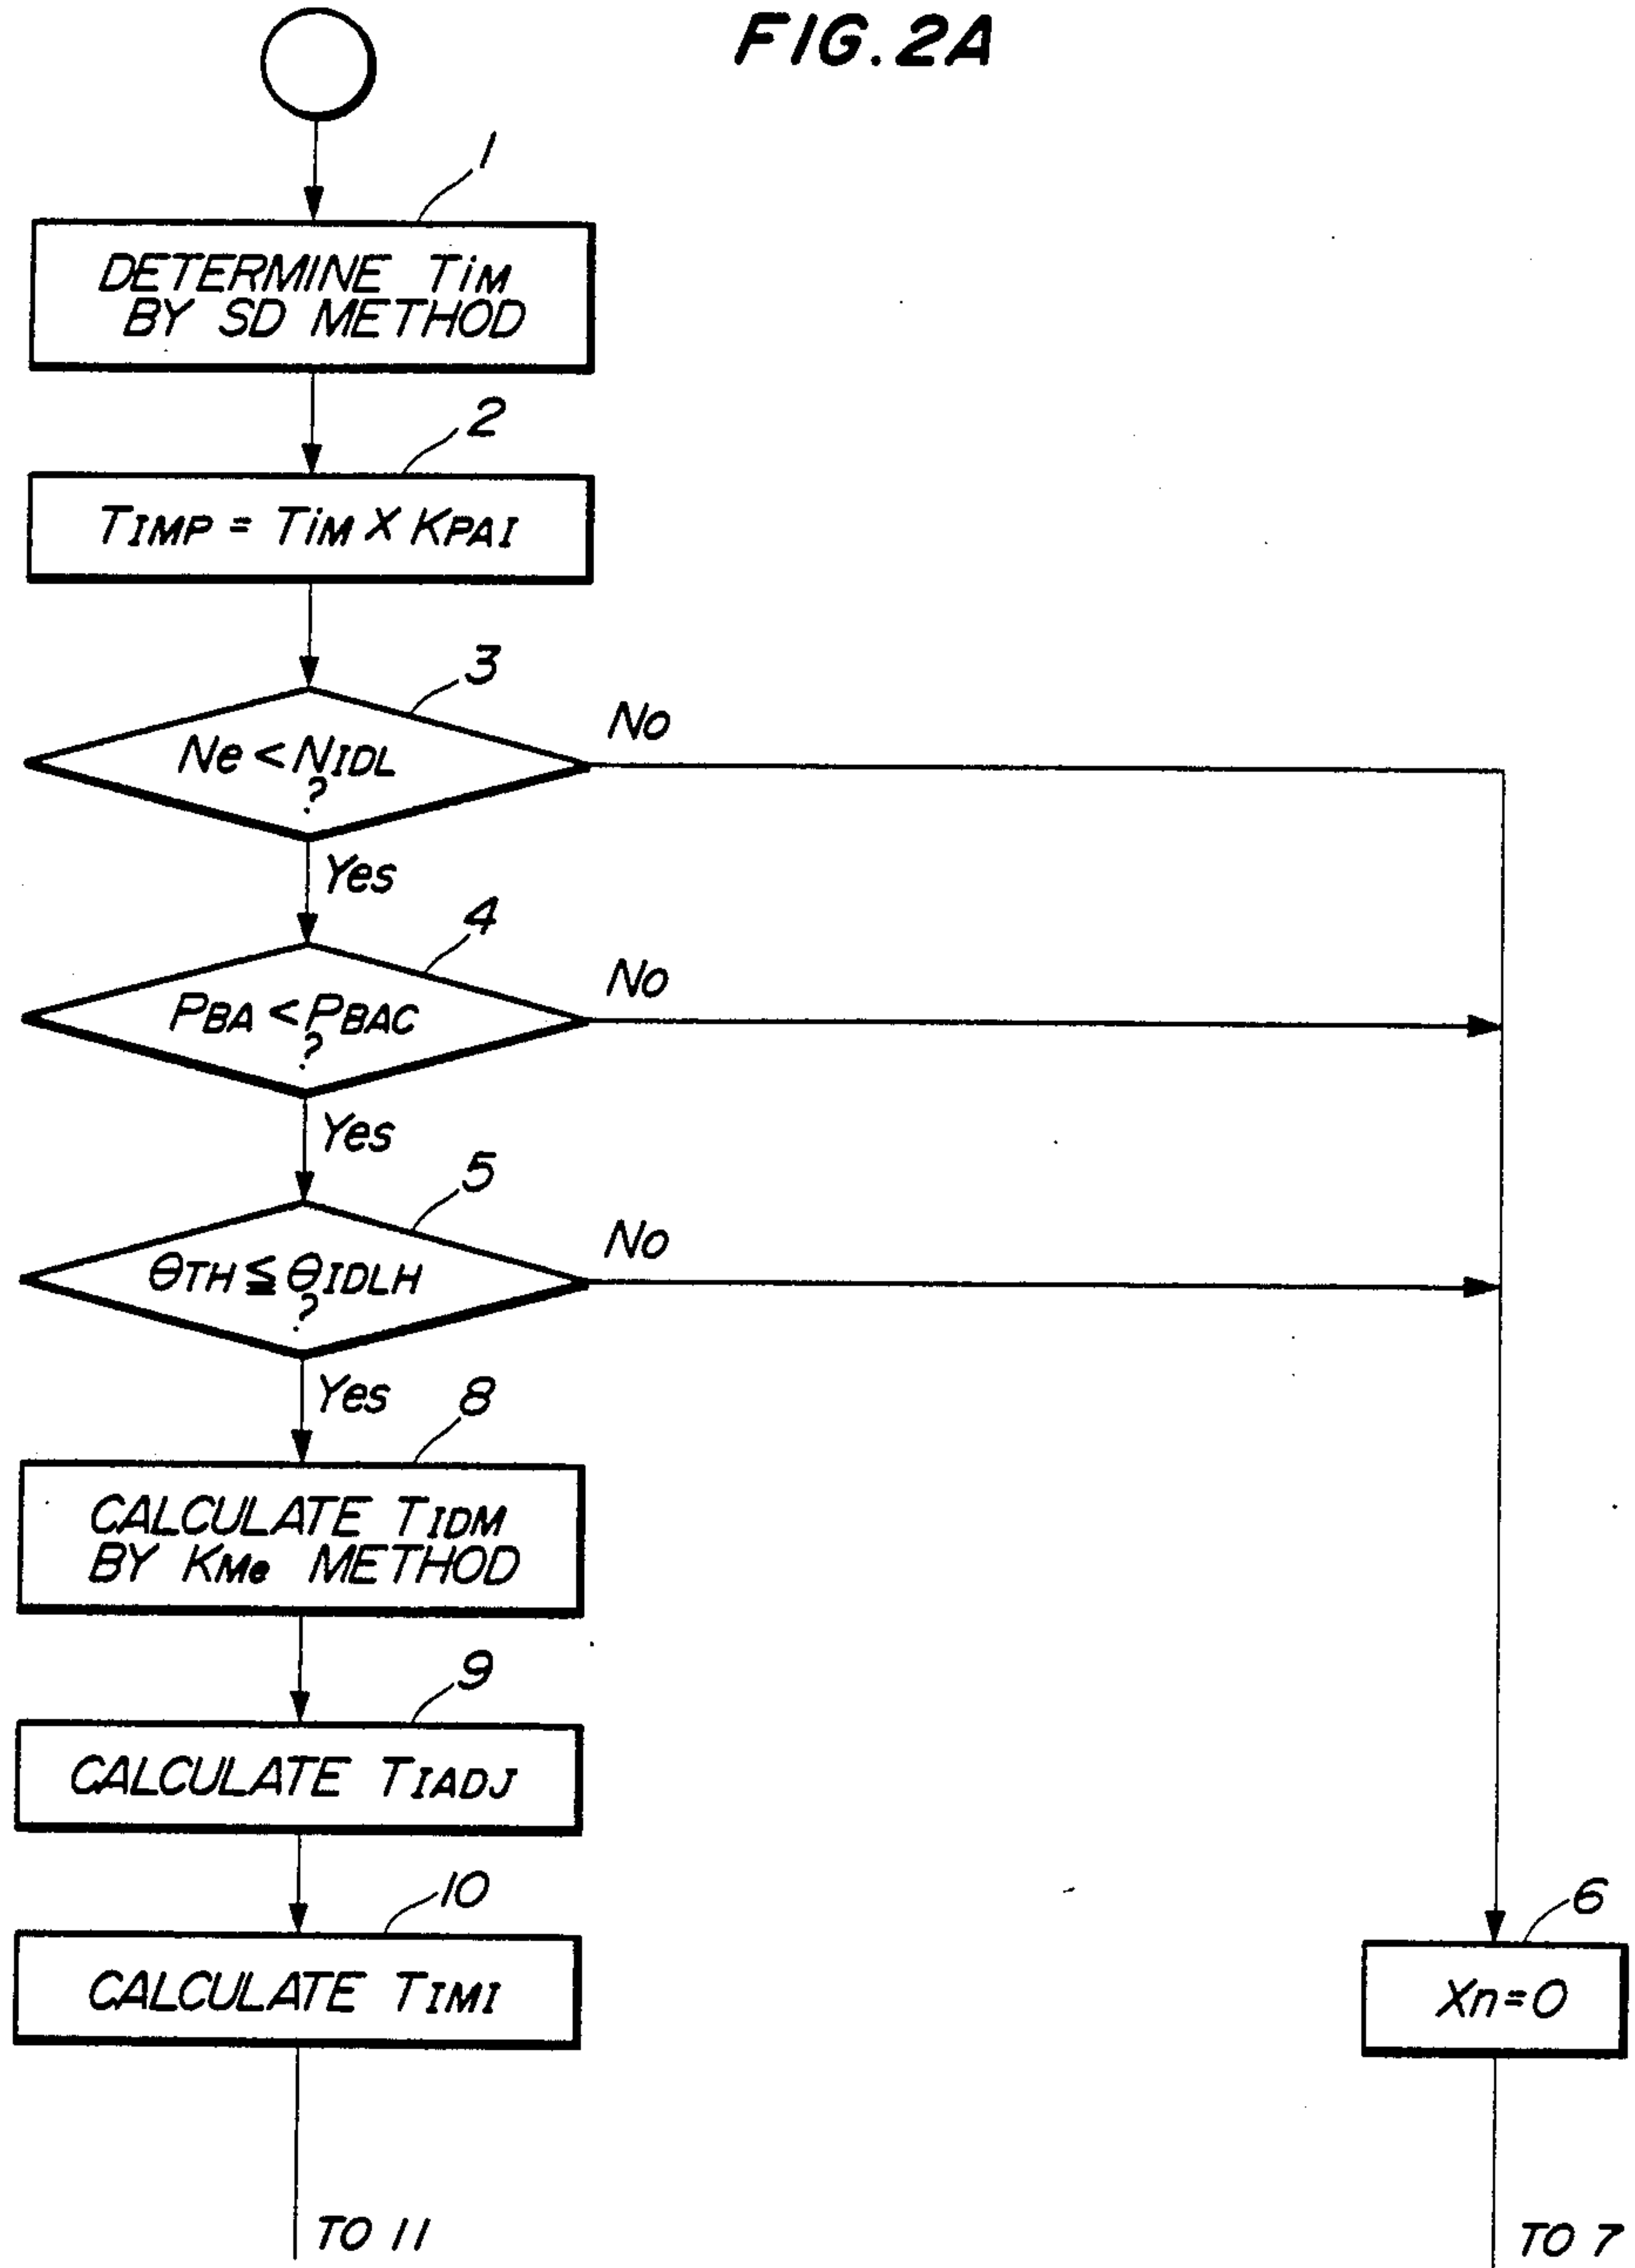 FIG.2A
1
DETERMINE TiM
BY SD METHOD
2
TIMP = TiM X KPAI
3
Ne < NIDL
?
No
Yes
4
PBA < PBAC
?
No
Yes
5
θTH ≦ θIDLH
?
No
Yes
8
CALCULATE TIDM
BY KMe METHOD
9
CALCULATE TIADJ
10
CALCULATE TIMI
6
Xn=0
TO 11
TO 7